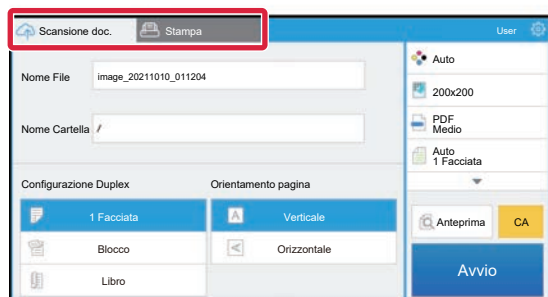 Scansione doc.
Stampa
User
Nome File
image_20211010_011204
Nome Cartella
/
Configurazione Duplex
Orientamento pagina
1 Facciata
A
Verticale
Blocco
A
Orizzontale
Libro
Auto
200x200
PDF
Medio
Auto
1 Facciata
Anteprima
CA
Avvio